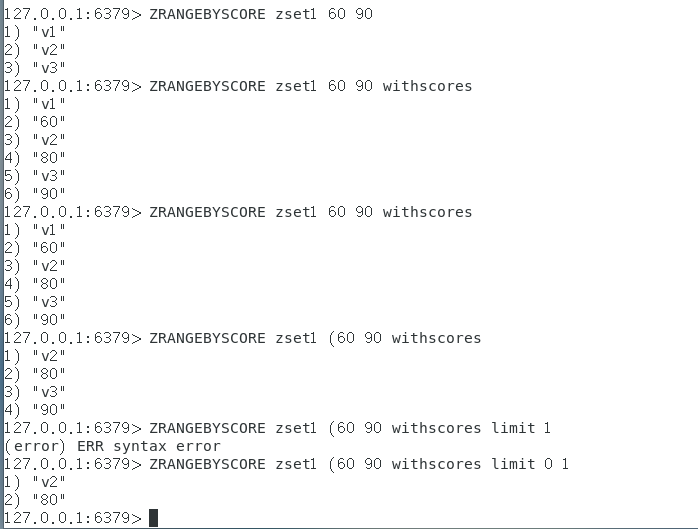 127.0.0.1:6379> ZRANGEBYSCORE zset1 60 90
1) "v1"
2) "v2"
3) "v3"
127.0.0.1:6379> ZRANGEBYSCORE zset1 60 90 withscores
1) "v1"
2) "60"
3) "v2"
4) "80"
5) "v3"
6) "90"
127.0.0.1:6379> ZRANGEBYSCORE zset1 60 90 withscores
1) "v1"
2) "60"
3) "v2"
4) "80"
5) "v3"
6) "90"
127.0.0.1:6379> ZRANGEBYSCORE zset1 (60 90 withscores
1) "v2"
2) "80"
3) "v3"
4) "90"
127.0.0.1:6379> ZRANGEBYSCORE zset1 (60 90 withscores limit 1
(error) ERR syntax error
127.0.0.1:6379> ZRANGEBYSCORE zset1 (60 90 withscores limit 0 1
1) "v2"
2) "80"
127.0.0.1:6379>